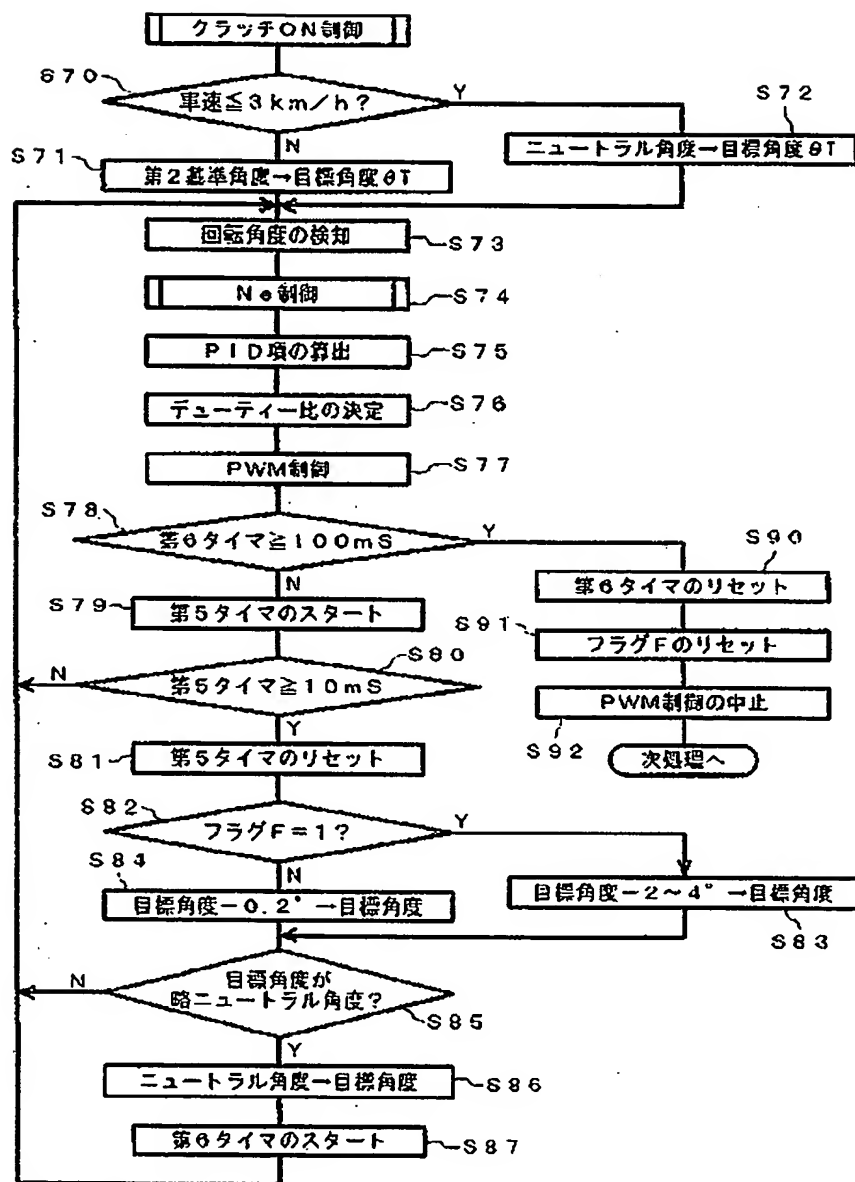 クラッチON制御
S70
車速≦3km/h?
Y
S72
ニュートラル角度→目標角度θT
N
S71
第2基準角度→目標角度θT
回転角度の検知
S73
Ne制御
S74
PID項の算出
S75
デューティー比の決定
S76
PWM制御
S77
S78
第6タイマ≧100mS
Y
S90
第6タイマのリセット
N
S79
第5タイマのスタート
S91
フラグFのリセット
S80
N
第5タイマ≧10mS
PWM制御の中止
S92
Y
S81
第5タイマのリセット
次処理へ
S82
フラグF=1?
Y
S84
N
目標角度-0.2°→目標角度
目標角度-2~4°→目標角度
S83
N
目標角度が
略ニュートラル角度?
S85
Y
ニュートラル角度→目標角度
S86
第6タイマのスタート
S87